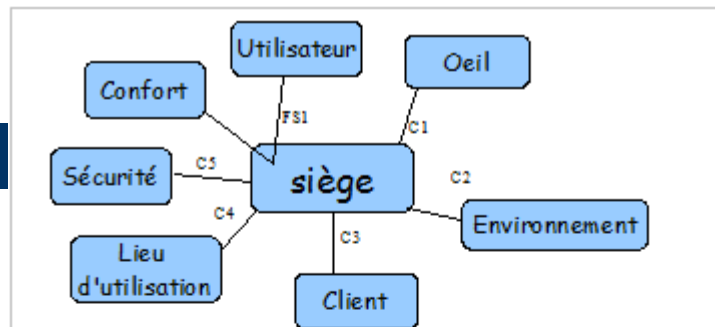 Utilisateur
Oeil
Confort
FS1
C1
Sécurité
C5
siège
C2
C4
Environnement
C3
Lieu
d'utilisation
Client